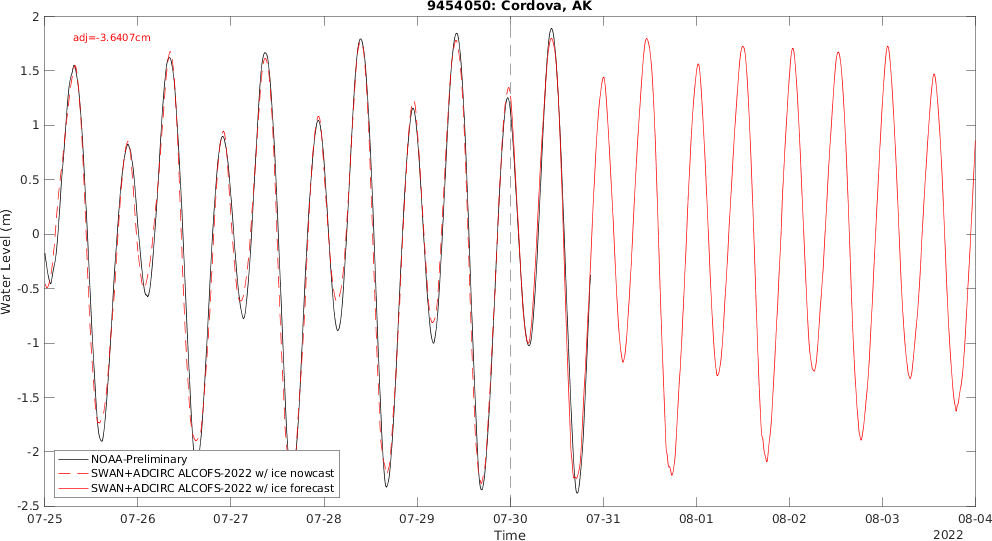 9454050: Cordova, AK
adj=-3.6407cm
Water Level (m)
2
1.5
1
0.5
0
-0.5
-1
-1.5
-2
-2.5
NOAA-Preliminary
SWAN+ADCIRC ALCOFS-2022 w/ ice nowcast
SWAN+ADCIRC ALCOFS-2022 w/ ice forecast
07-25 07-26 07-27 07-28 07-29 07-30 07-31 08-01 08-02 08-03 08-04
Time
2022